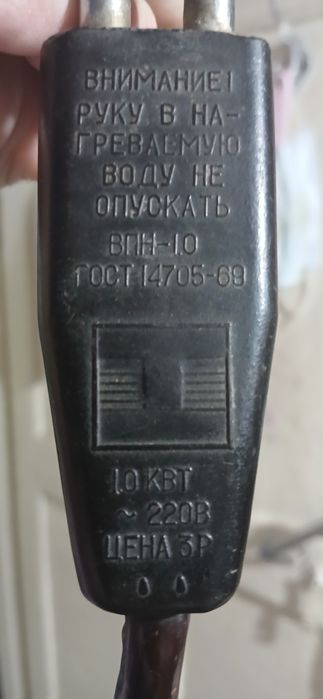 ВНИМАНИЕ!
РУКУ В НА-
ГРЕВАЕМУЮ
ВОДУ НЕ
ОПУСКАТЬ
ВПН-1.0
ГОСТ 14705-69
1.0 КВТ
~ 220В
ЦЕНА 3Р